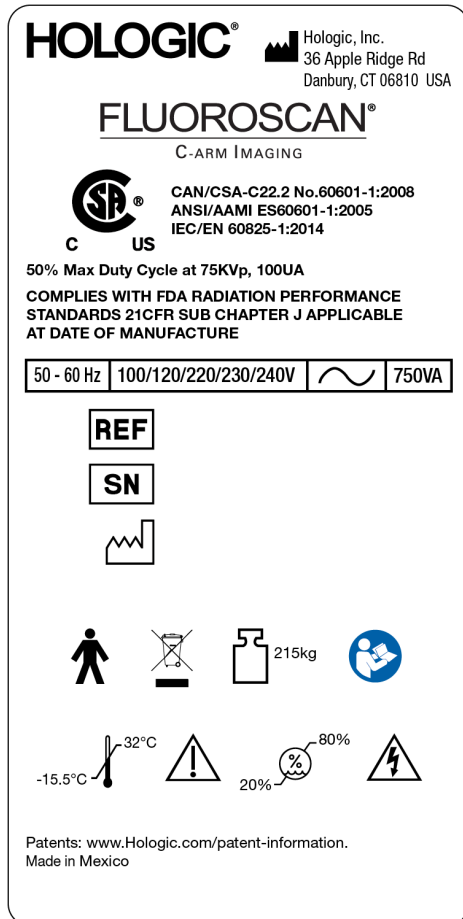 HOLOGIC®
Hologic, Inc.
36 Apple Ridge Rd
Danbury, CT 06810 USA
FLUOROSCAN®
C-ARM IMAGING
CSA ®
C US
CAN/CSA-C22.2 No.60601-1:2008
ANSI/AAMI ES60601-1:2005
IEC/EN 60825-1:2014
50% Max Duty Cycle at 75KVp, 100UA
COMPLIES WITH FDA RADIATION PERFORMANCE
STANDARDS 21CFR SUB CHAPTER J APPLICABLE
AT DATE OF MANUFACTURE
50 - 60 Hz 100/120/220/230/240V 750VA
REF
SN
215kg
32°C
-15.5°C
80%
%
20%
Patents: www.Hologic.com/patent-information.
Made in Mexico